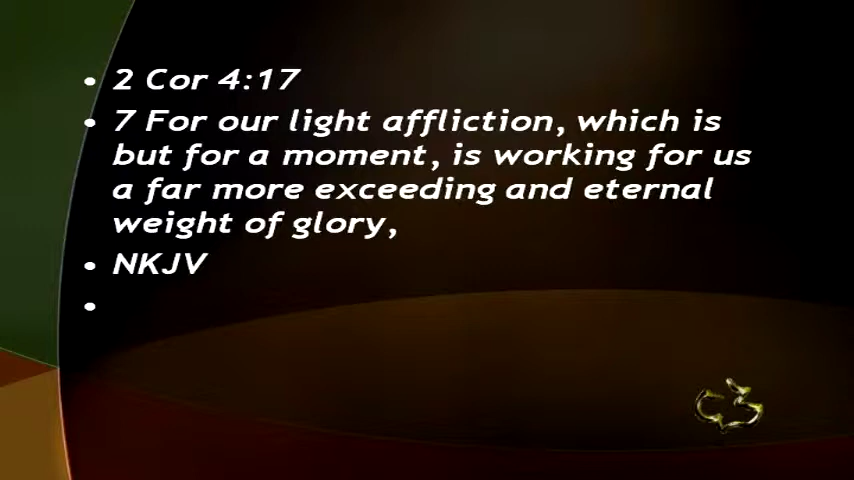 • 2 Cor 4:17
• 7 For our light affliction, which is
but for a moment, is working for us
a far more exceeding and eternal
weight of glory,
• NKJV
•
C3